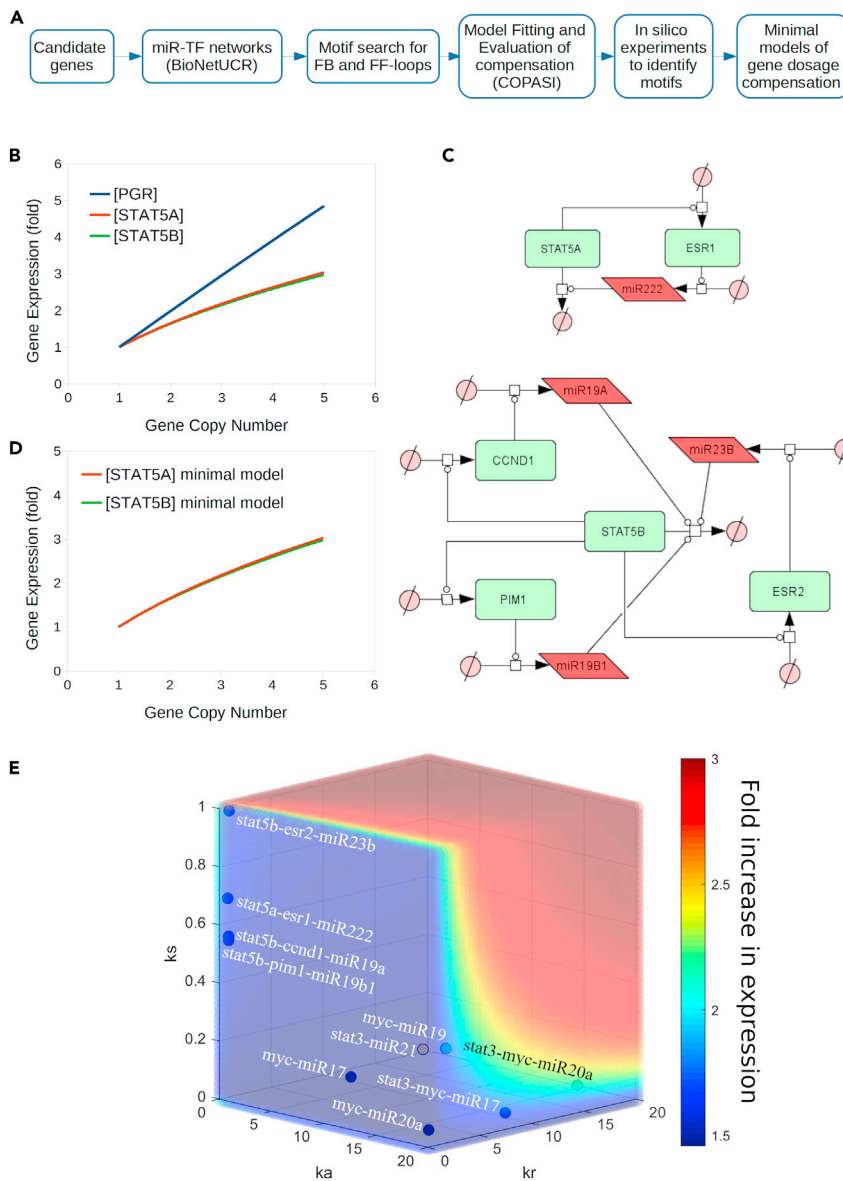 A
Candidate
genes
miR-TF networks
(BioNetUCR)
Motif search for
FB and FF-loops
Model Fitting and
Evaluation of
compensation
(COPASI)
In silico
experiments
to identify
motifs
Minimal
models of
gene dosage
compensation
B
6
5
4
3
2
1
0
0 1 2 3 4 5 6
Gene Expression (fold)
Gene Copy Number
[PGR]
[STAT5A]
[STAT5B]
C
STAT5A
ESR1
miR222
miR19A
miR23B
CCND1
STAT5B
PIM1
ESR2
miR19B1
D
5
4
3
2
1
0
0 1 2 3 4 5 6
Gene Expression (fold)
Gene Copy Number
[STAT5A] minimal model
[STAT5B] minimal model
E
1
0.8
0.6
0.4
0.2
0
ks
0
5
10
15
20
ka
0
5
10
15
20
kr
stat5b-esr2-miR23b
stat5a-esr1-miR222
stat5b-ccnd1-miR19a
stat5b-pim1-miR19b1
myc-miR19
stat3-miR21
stat3-myc-miR20a
myc-miR17
stat3-myc-miR17
myc-miR20a
3
2.5
2
1.5
Fold increase in expression